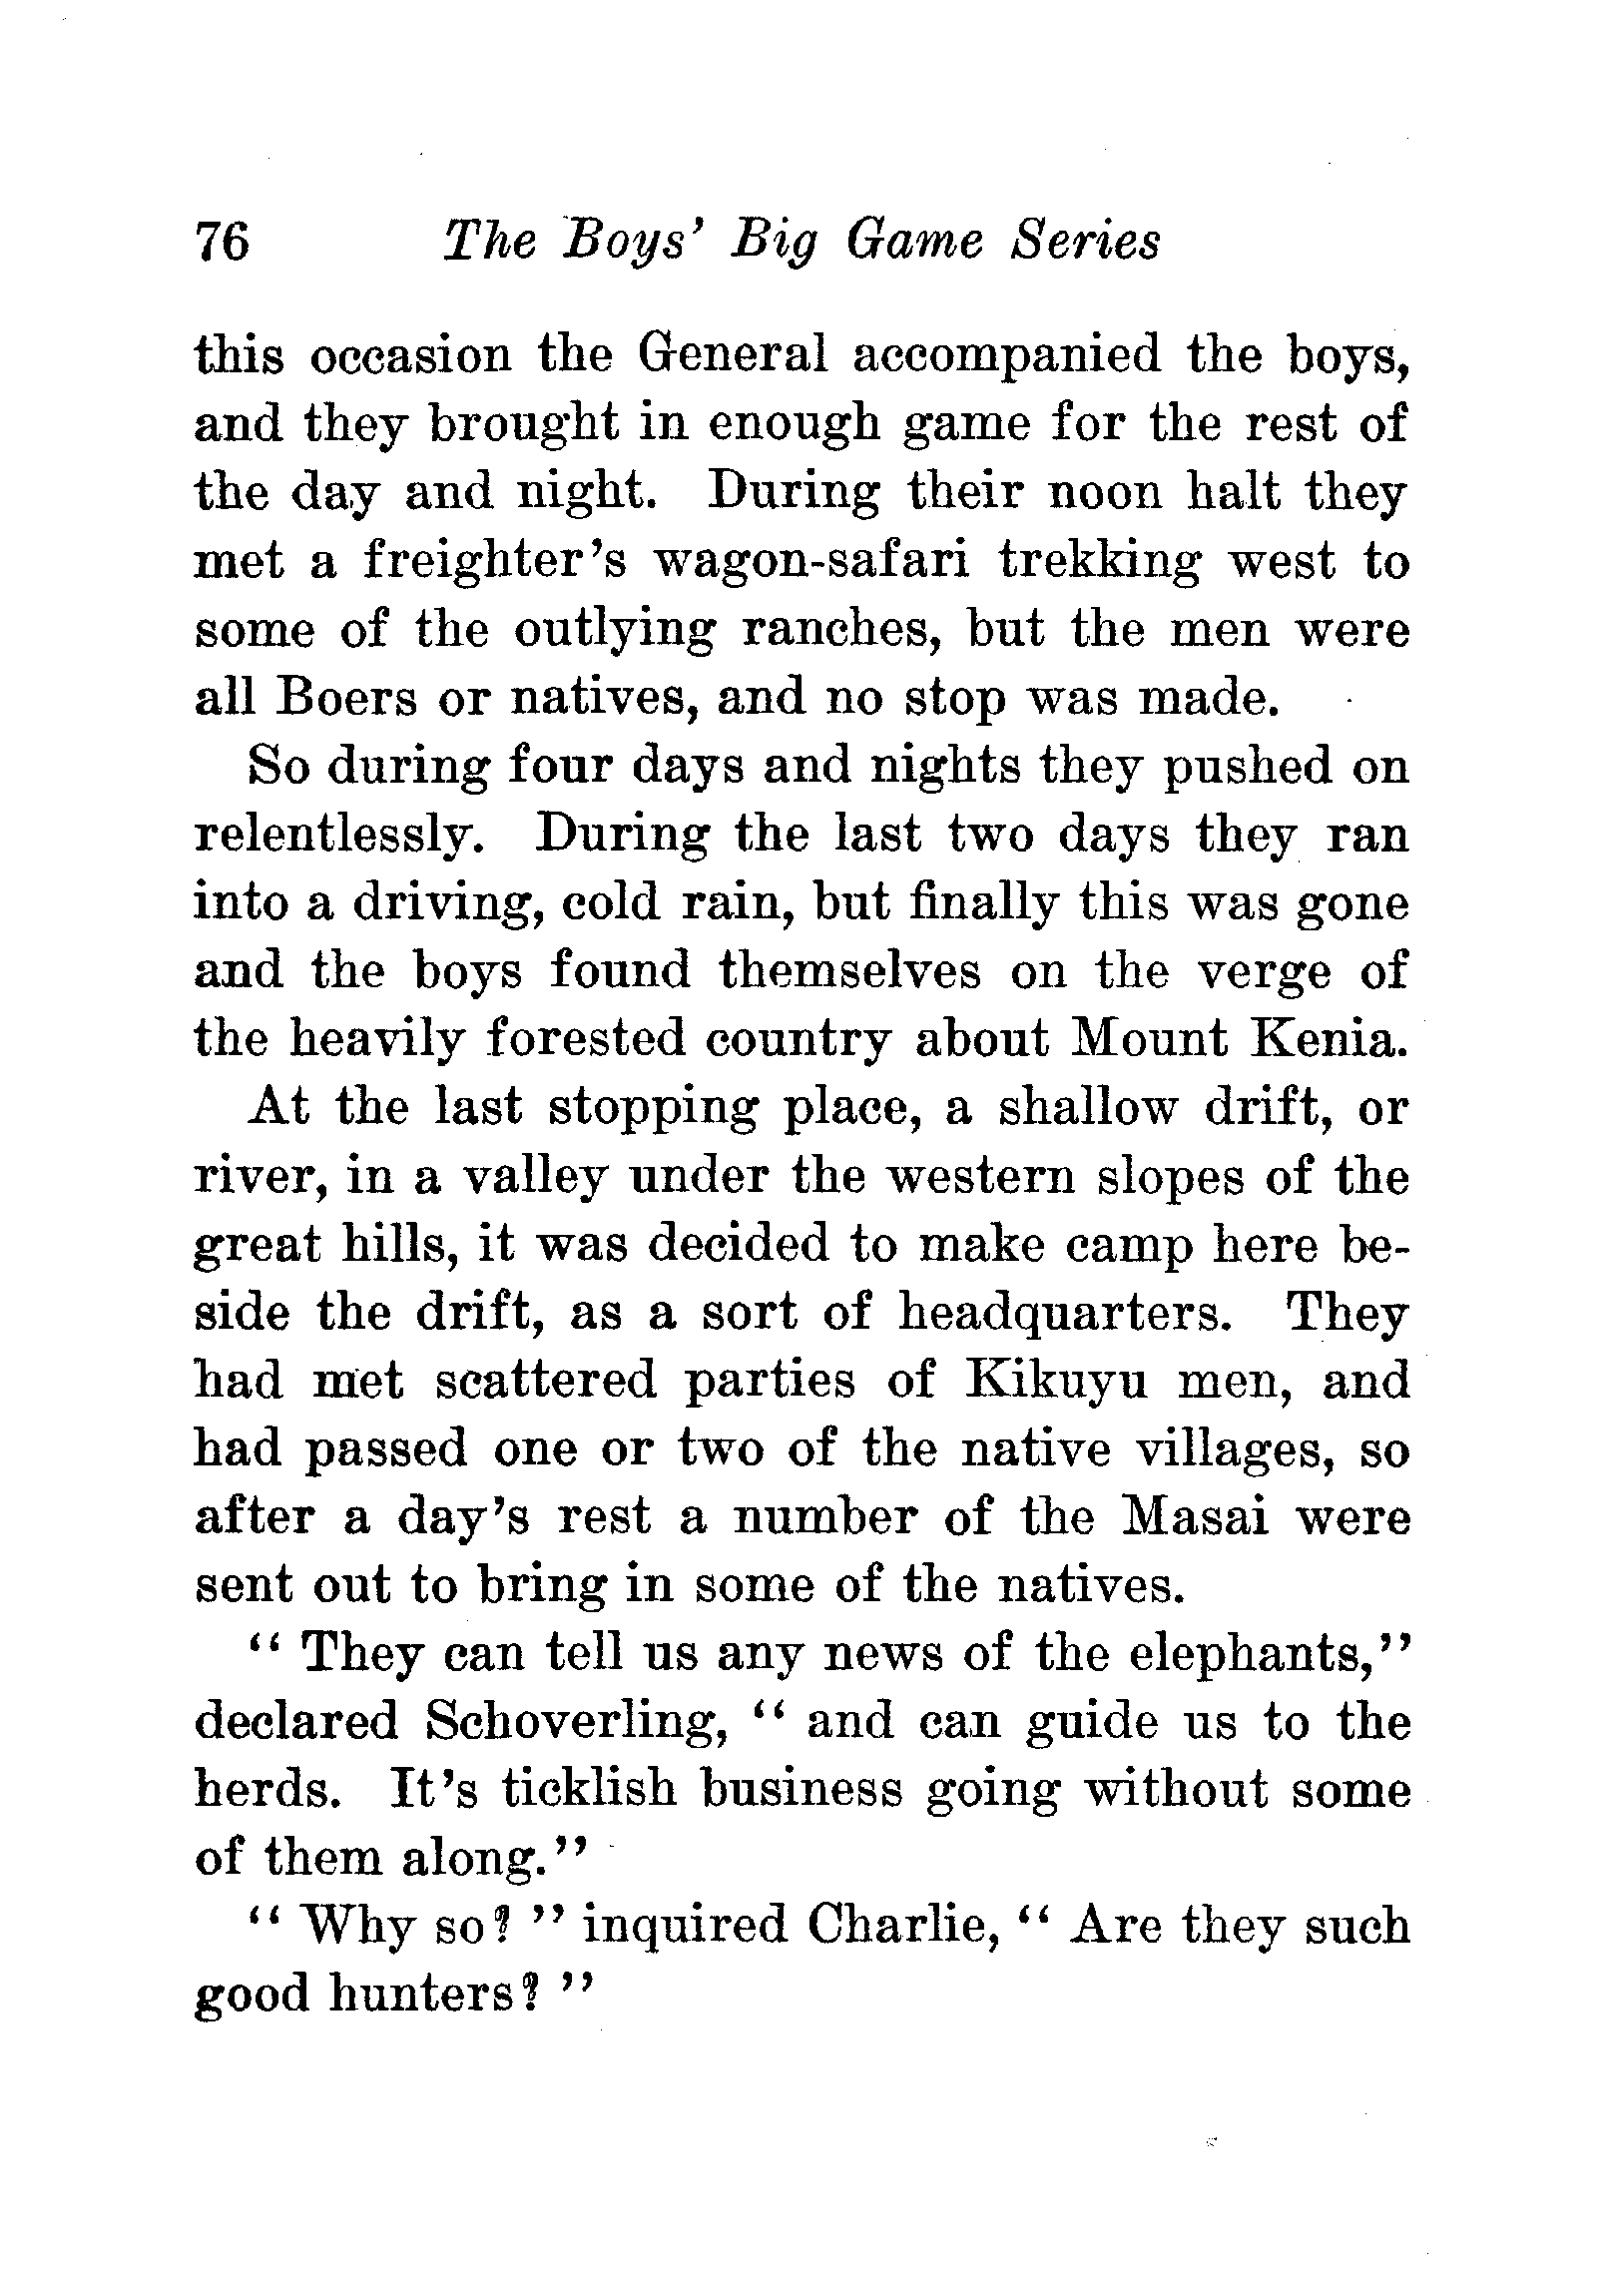 76 The Boys' Big Game Series
this occasion the General accompanied the boys,
and they brought in enough game for the rest of
the day and night. During their noon halt they
met a freighter's wagon-safari trekking west to
some of the outlying ranches, but the men were
all Boers or natives, and no stop was made.
So during four days and nights they pushed on
relentlessly. During the last two days they ran
into a driving, cold rain, but finally this was gone
and the boys found themselves on the verge of
the heavily forested country about Mount Kenia.
At the last stopping place, a shallow drift, or
river, in a valley under the western slopes of the
great hills, it was decided to make camp here be-
side the drift, as a sort of headquarters. They
had met scattered parties of Kikuyu men, and
had passed one or two of the native villages, so
after a day's rest a number of the Masai were
sent out to bring in some of the natives.
“ They can tell us any news of the elephants,”
declared Schoverling, “ and can guide us to the
herds. It's ticklish business going without some
of them along.”
“ Why so? ” inquired Charlie, “ Are they such
good hunters? ”